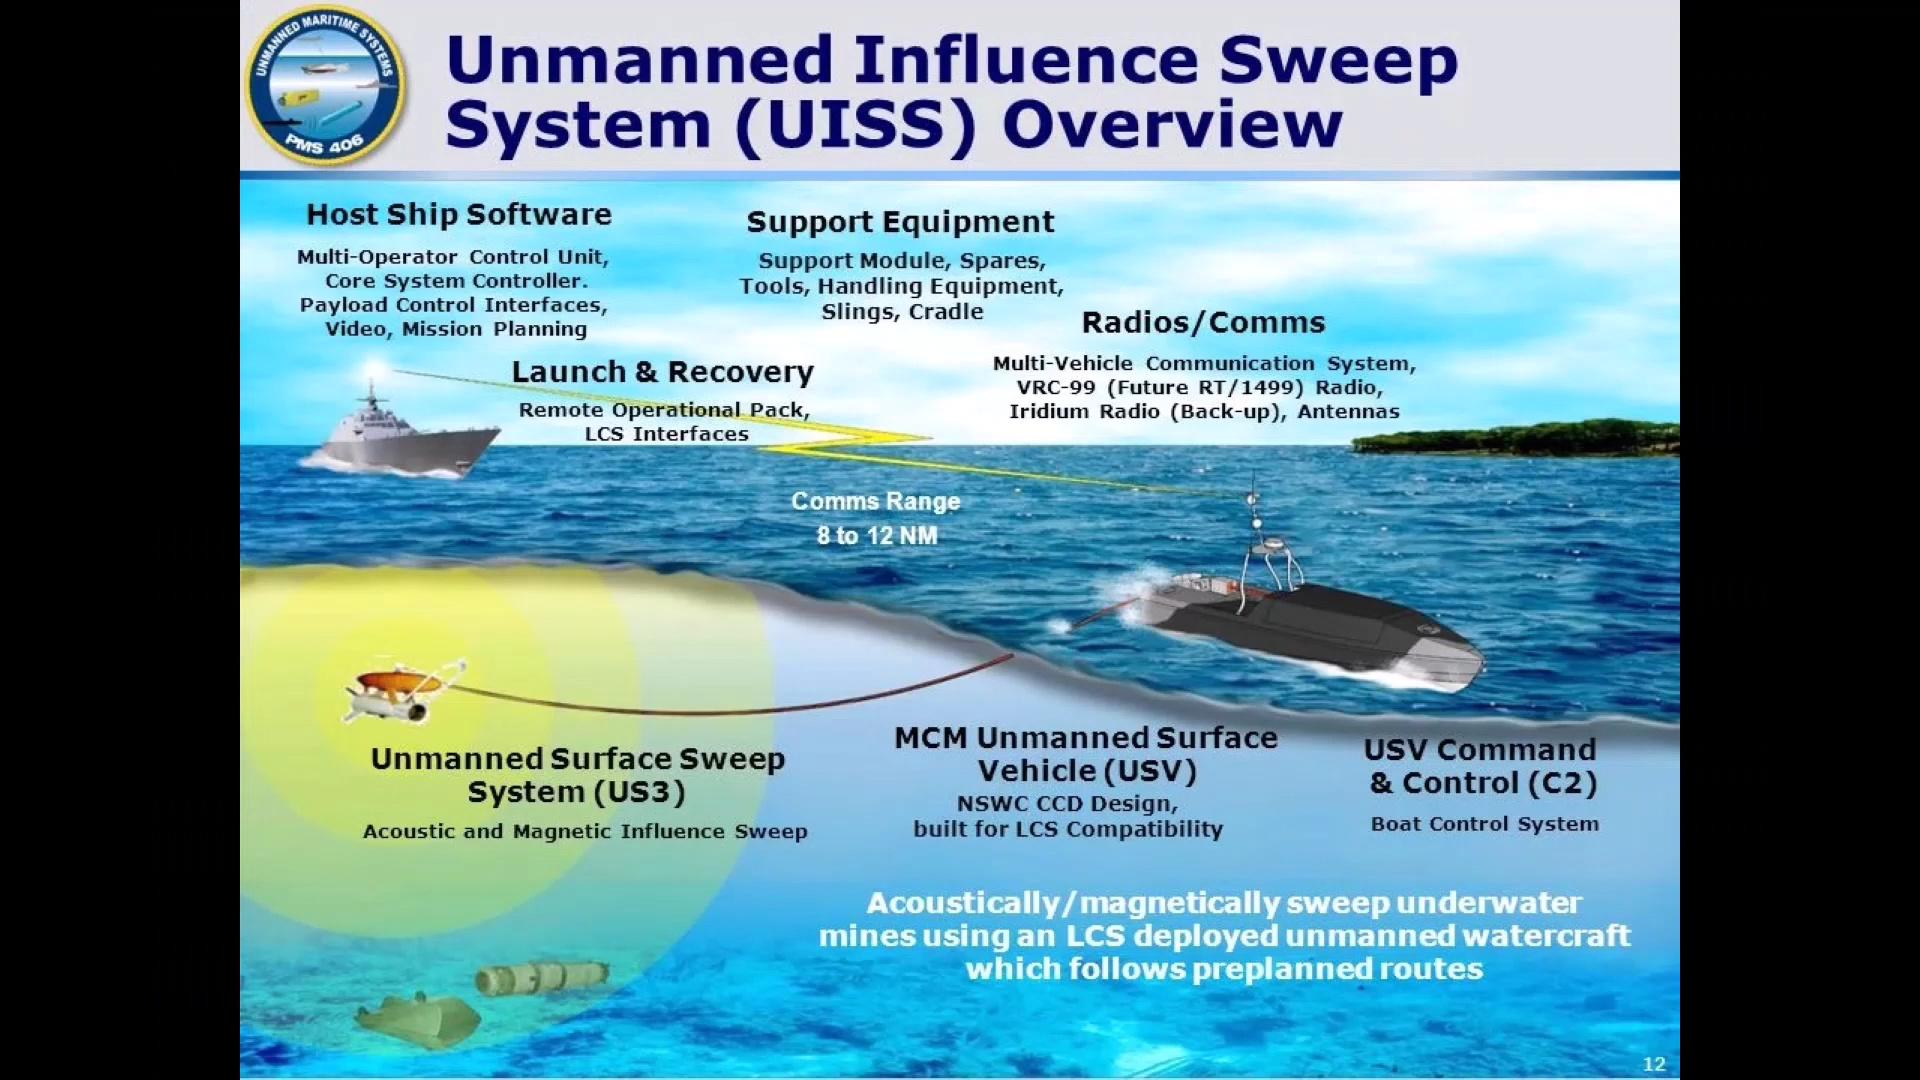 UNMANNED MARITIME SYSTEMS
PMS 406
Unmanned Influence Sweep
System (UISS) Overview
Host Ship Software
Multi-Operator Control Unit,
Core System Controller.
Payload Control Interfaces,
Video, Mission Planning
Support Equipment
Support Module, Spares,
Tools, Handling Equipment,
Slings, Cradle
Radios/Comms
Multi-Vehicle Communication System,
VRC-99 (Future RT/1499) Radio,
Iridium Radio (Back-up), Antennas
Launch & Recovery
Remote Operational Pack,
LCS Interfaces
Comms Range
8 to 12 NM
Unmanned Surface Sweep
System (US3)
Acoustic and Magnetic Influence Sweep
MCM Unmanned Surface
Vehicle (USV)
NSWC CCD Design,
built for LCS Compatibility
USV Command
& Control (C2)
Boat Control System
Acoustically/magnetically sweep underwater
mines using an LCS deployed unmanned watercraft
which follows preplanned routes
12